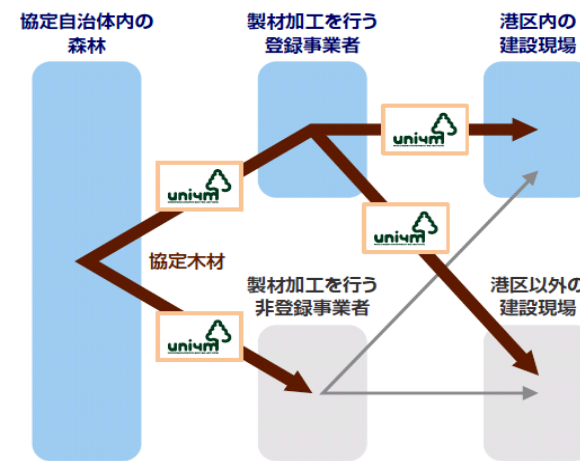 協定自治体内の
森林
製材加工を行う
登録事業者
港区内の
建設現場
uni4m
uni4m
uni4m
協定木材
製材加工を行う
非登録事業者
港区以外の
建設現場
uni4m